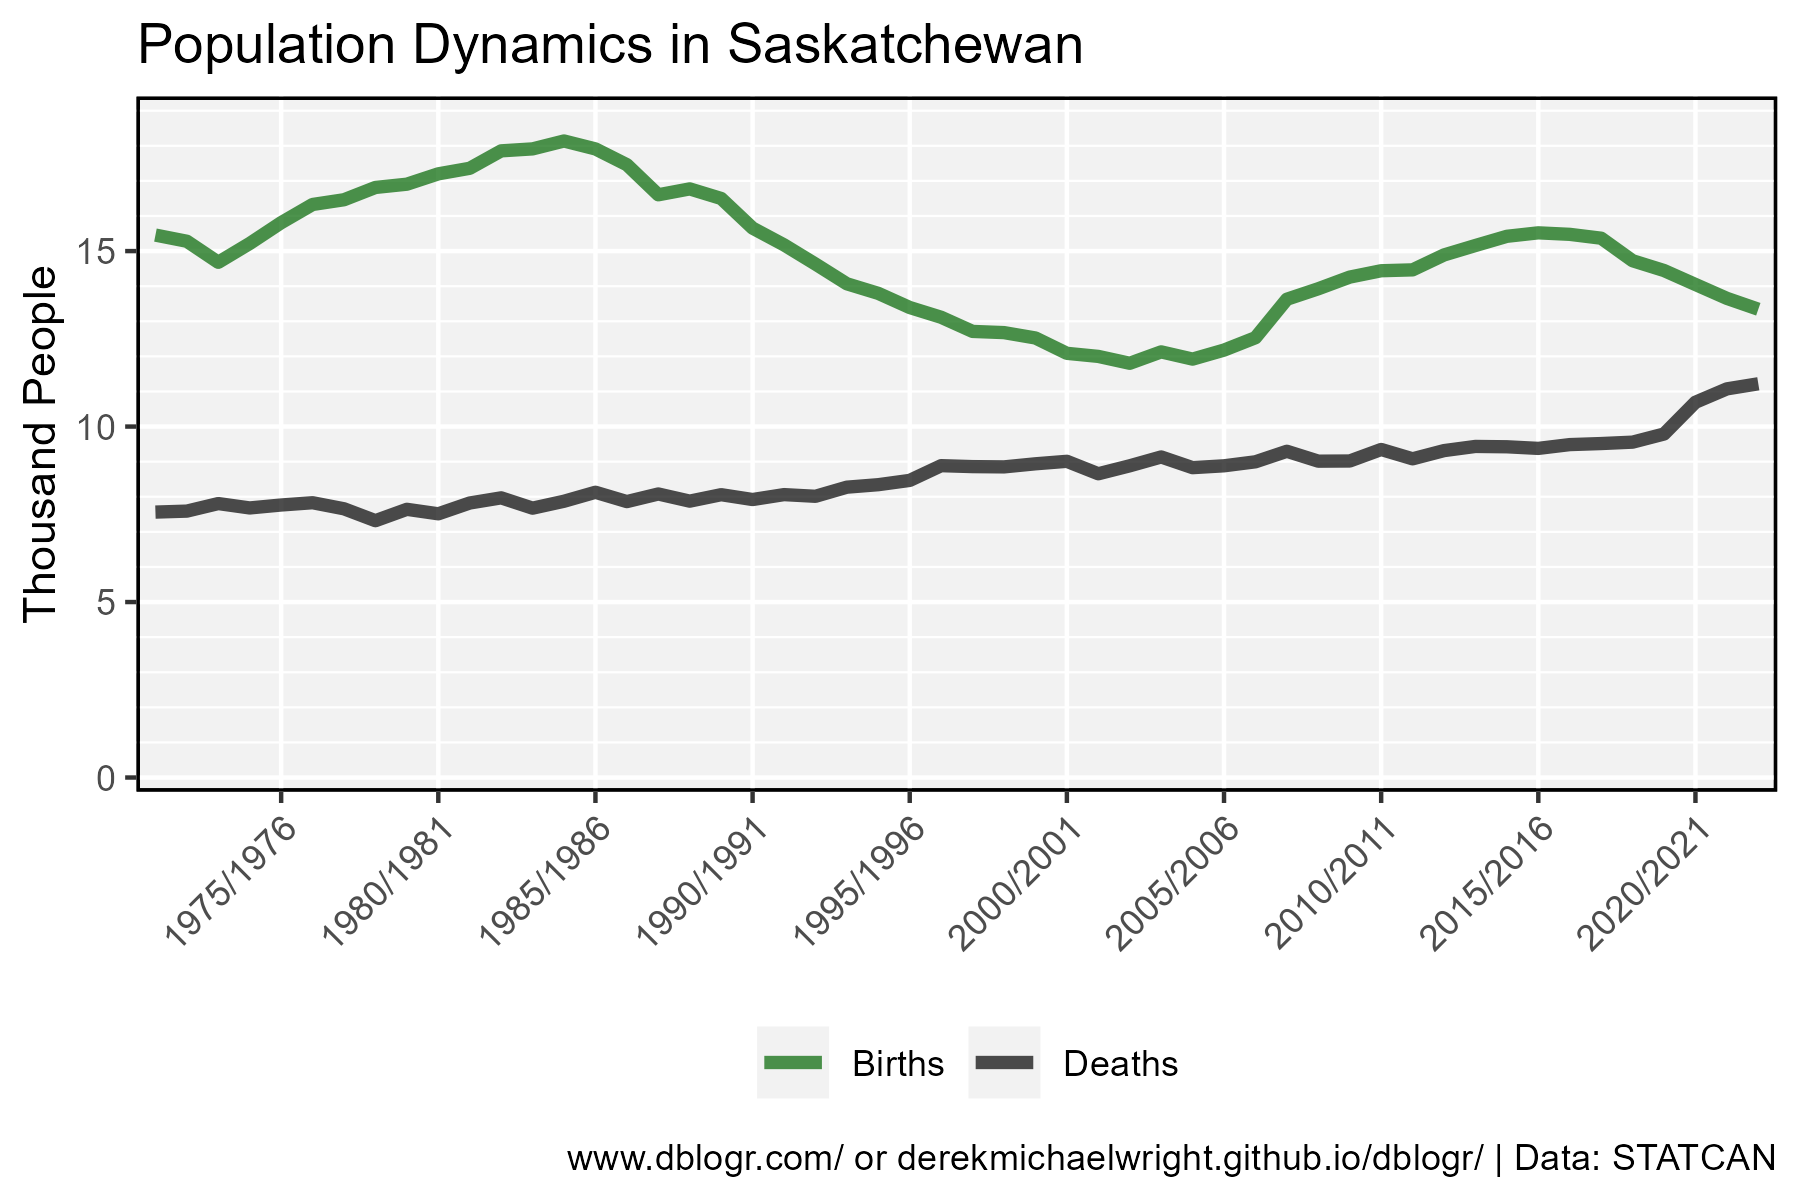 Population Dynamics in Saskatchewan
Thousand People
15
10
5
0
1975/1976
1980/1981
1985/1986
1990/1991
1995/1996
2000/2001
2005/2006
2010/2011
2015/2016
2020/2021
Births
Deaths
www.dblogr.com/ or derekmichaelwright.github.io/dblogr/ | Data: STATCAN